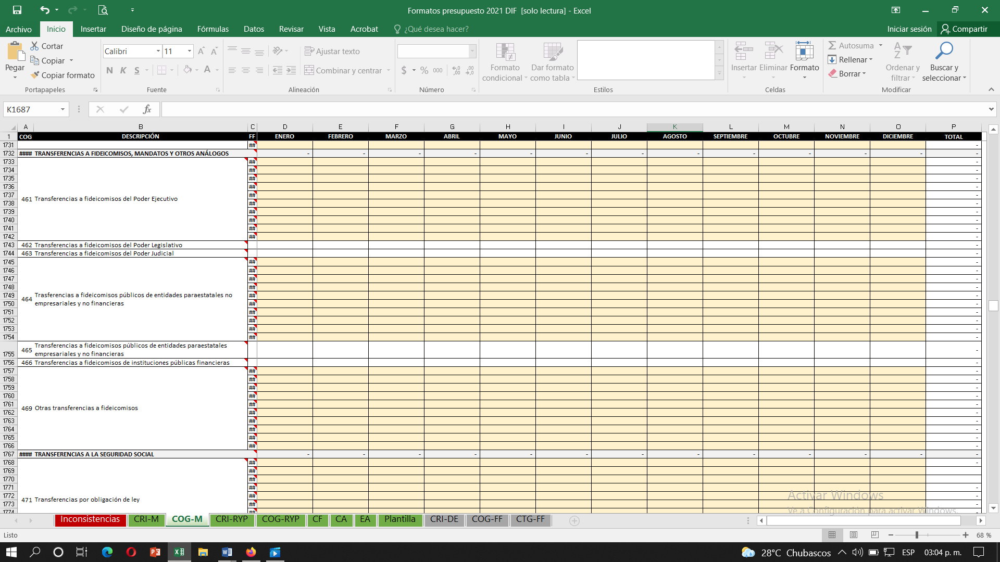 Formatos presupuesto 2021 DIF  [solo lectura] - Excel
Archivo Inicio Insertar Diseño de página Fórmulas Datos Revisar Vista Acrobat ¿Qué desea hacer? Iniciar sesión Compartir
Pegar Cortar Copiar Copiar formato Portapapeles
Calibri 11 N K S Fuente
Ajustar texto Combinar y centrar Alineación
$ % 000 Número
Formato condicional Dar formato como tabla Estilos
Insertar Eliminar Formato Celdas
Autosuma Rellenar Borrar Ordenar y filtrar Buscar y seleccionar Modificar
K1687 fx
A B C D E F G H I J K L M N O P
1 COG DESCRIPCIÓN FF ENERO FEBRERO MARZO ABRIL MAYO JUNIO JULIO AGOSTO SEPTIEMBRE OCTUBRE NOVIEMBRE DICIEMBRE TOTAL
1731 ## -
1732 #### TRANSFERENCIAS A FIDEICOMISOS, MANDATOS Y OTROS ANÁLOGOS - - - - - - - - - - - - -
1733 ## -
1734 ## -
1735 ## -
1736 ## -
1737 ## -
461 Transferencias a fideicomisos del Poder Ejecutivo
1738 ## -
1739 ## -
1740 ## -
1741 ## -
1742 ## -
1743 462 Transferencias a fideicomisos del Poder Legislativo -
1744 463 Transferencias a fideicomisos del Poder Judicial -
1745 ## -
1746 ## -
1747 ## -
1748 ## -
1749 ## -
464 Trasferencias a fideicomisos públicos de entidades paraestatales no
empresariales y no financieras
1750 ## -
1751 ## -
1752 ## -
1753 ## -
1754 ## -
1755 465 Transferencias a fideicomisos públicos de entidades paraestatales
empresariales y no financieras -
1756 466 Transferencias a fideicomisos de instituciones públicas financieras -
1757 ## -
1758 ## -
1759 ## -
1760 ## -
1761 ## -
469 Otras transferencias a fideicomisos
1762 ## -
1763 ## -
1764 ## -
1765 ## -
1766 ## -
1767 #### TRANSFERENCIAS A LA SEGURIDAD SOCIAL - - - - - - - - - - - - -
1768 ## -
1769 ##
1770 ##
1771 ## -
1772 ## -
471 Transferencias por obligación de ley
1773 ## -
1774 ##
Activar Windows
Ve a Configuración para activar Windows.
Inconsistencias CRI-M COG-M CRI-RYP COG-RYP CF CA EA Plantilla CRI-DE COG-FF CTG-FF
Listo 68 %
28°C Chubascos ESP 03:04 p. m.